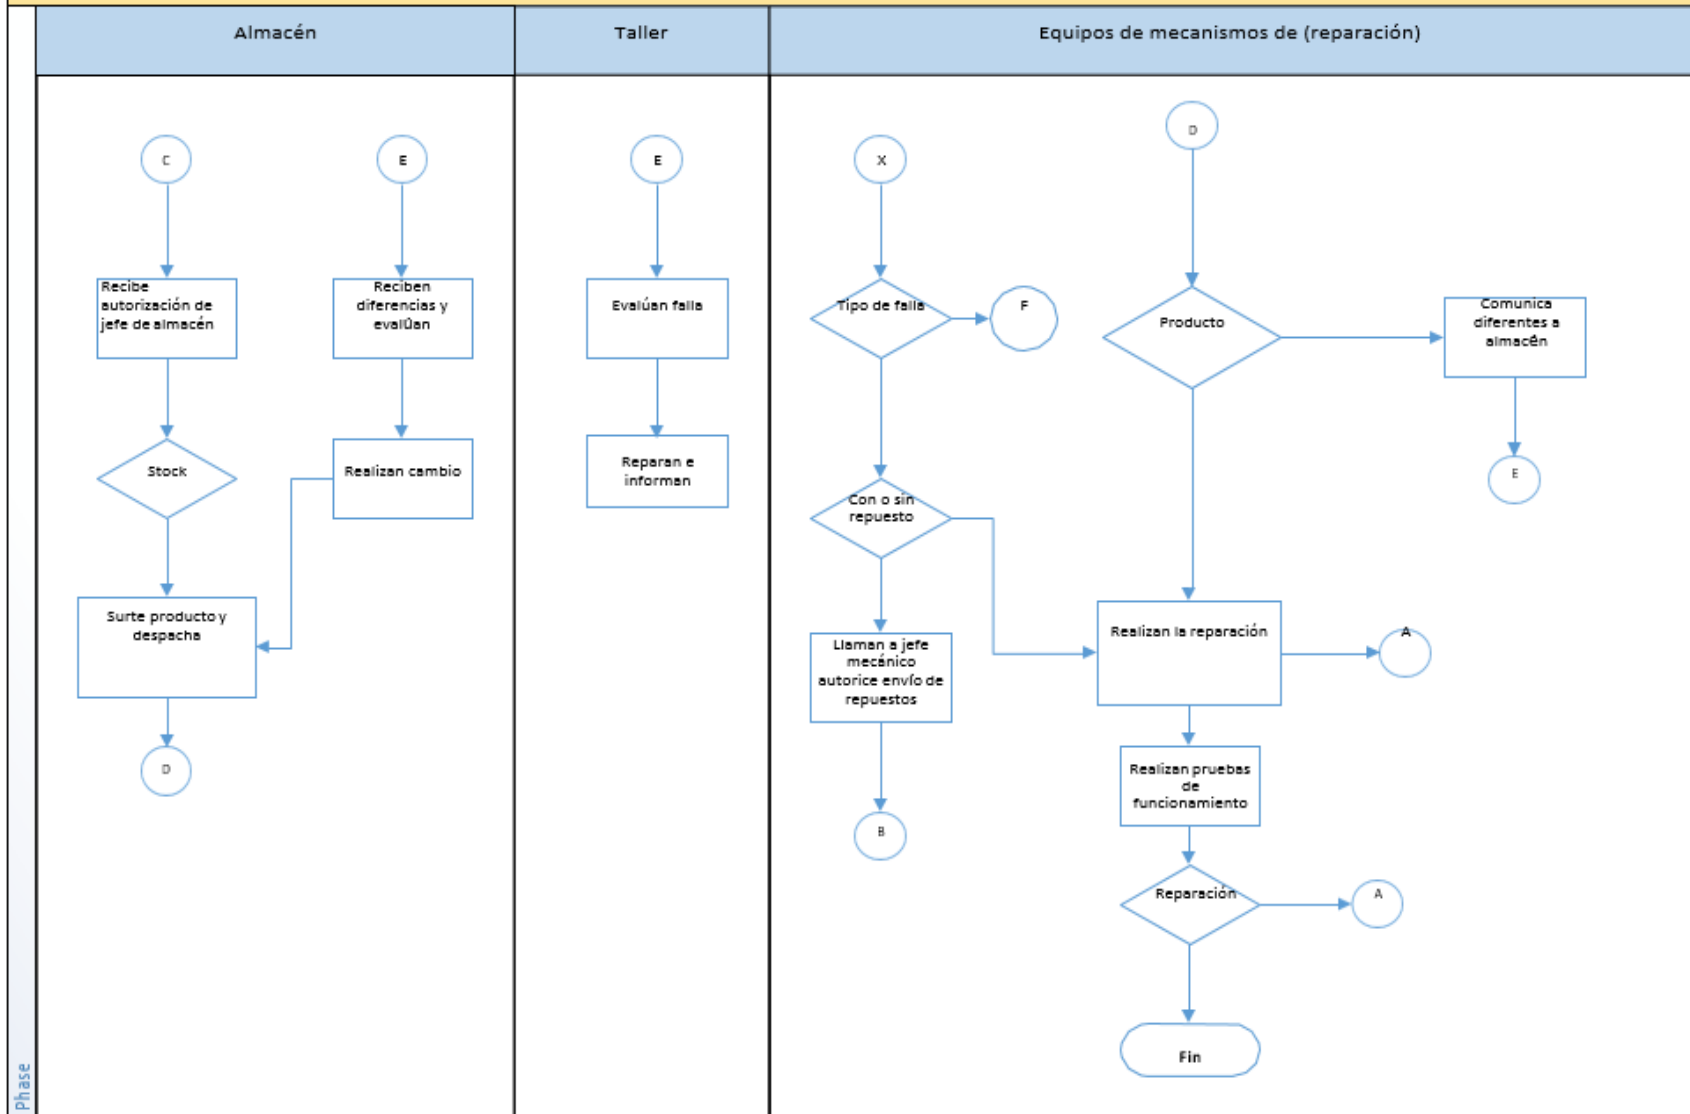 Almacén
Taller
Equipos de mecanismos de (reparación)
C
E
Recibe
autorización de
jefe de almacén
Reciben
diferencias y
evalûan
Stock
Realizan cambio
Surte producto y
despacha
D
E
Evalúan falla
Reparan e
informan
X
Tipo de falla
F
Con o sin
repuesto
Llaman a jefe
mecánico
autorice envío de
repuestos
B
D
Producto
Comunica
diferentes a
almacén
E
Realizan la reparación
A
Realizan pruebas
de
funcionamiento
Reparación
A
Fin
Phase